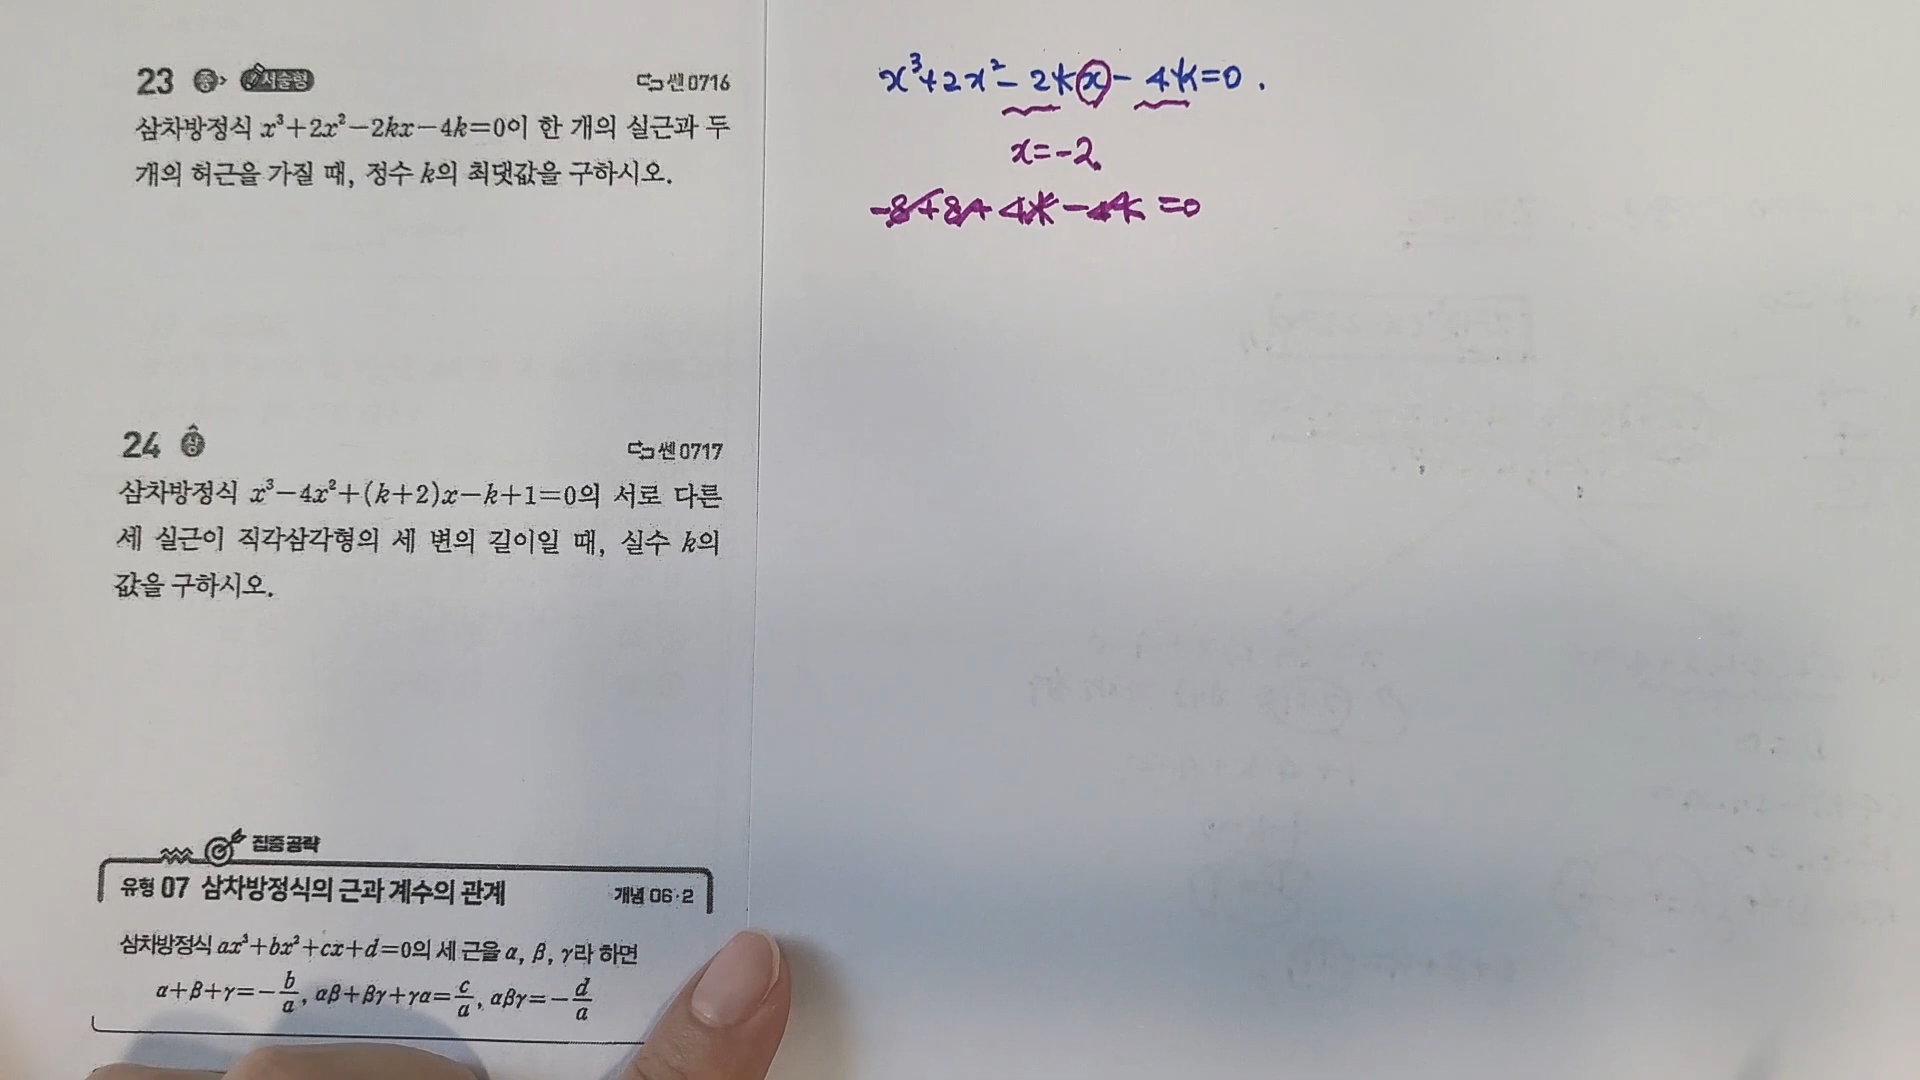 23 중 서술형 쎈 0716
삼차방정식 x³+2x²−2kx−4k=0이 한 개의 실근과 두
개의 허근을 가질 때, 정수 k의 최댓값을 구하시오.
24 상 쎈 0717
삼차방정식 x³−4x²+(k+2)x−k+1=0의 서로 다른
세 실근이 직각삼각형의 세 변의 길이일 때, 실수 k의
값을 구하시오.
집중공략
유형 07 삼차방정식의 근과 계수의 관계 개념 06·2
삼차방정식 ax³+bx²+cx+d=0의 세 근을 α, β, γ라 하면
α+β+γ=−b/a, αβ+βγ+γα=c/a, αβγ=−d/a
x³+2x²−2kx−4k=0.
x=−2.
−8+8+4k−4k=0